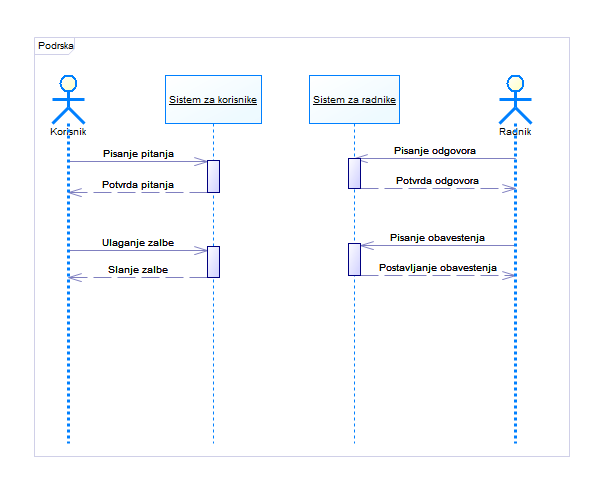 Podrska
Sistem za korisnike
Sistem za radnike
Korisnik
Radnik
Pisanje pitanja
Pisanje odgovora
Potvrda pitanja
Potvrda odgovora
Ulaganje zalbe
Pisanje obavestenja
Slanje zalbe
Postavljanje obavestenja